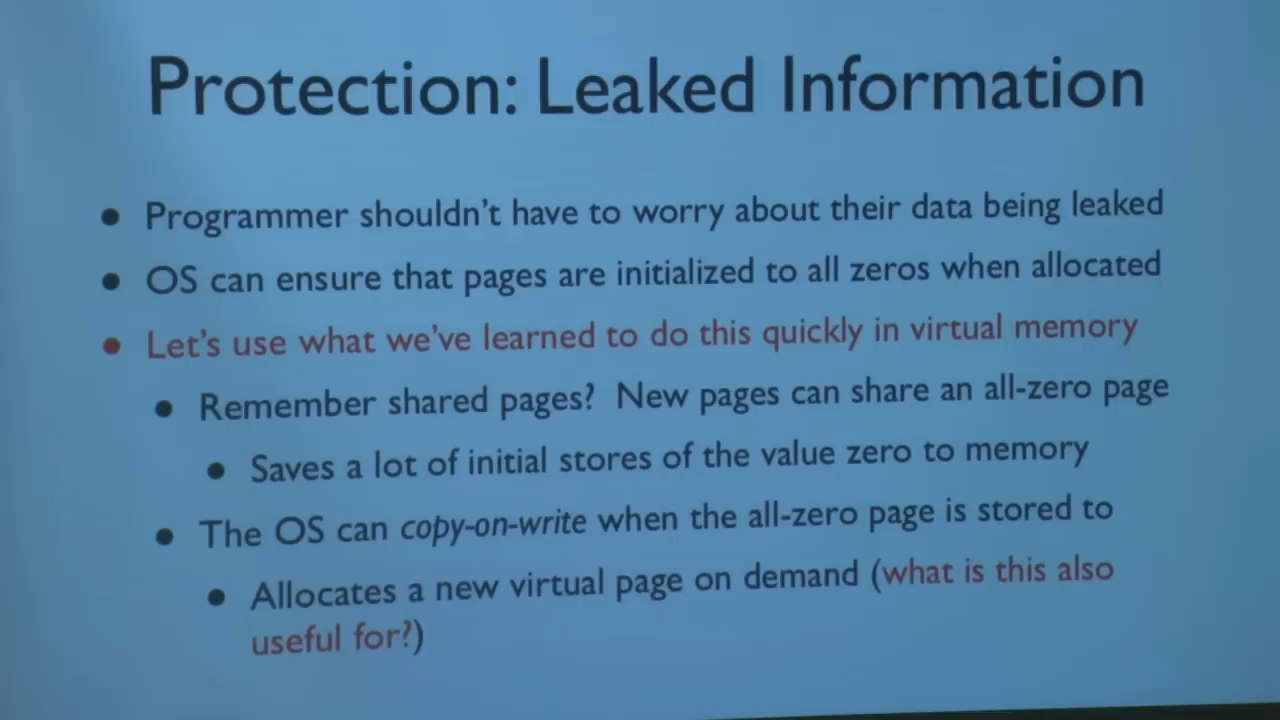 Protection: Leaked Information
• Programmer shouldn't have to worry about their data being leaked
• OS can ensure that pages are initialized to all zeros when allocated
• Let's use what we've learned to do this quickly in virtual memory
• Remember shared pages? New pages can share an all-zero page
• Saves a lot of initial stores of the value zero to memory
• The OS can copy-on-write when the all-zero page is stored to
• Allocates a new virtual page on demand (what is this also
useful for?)